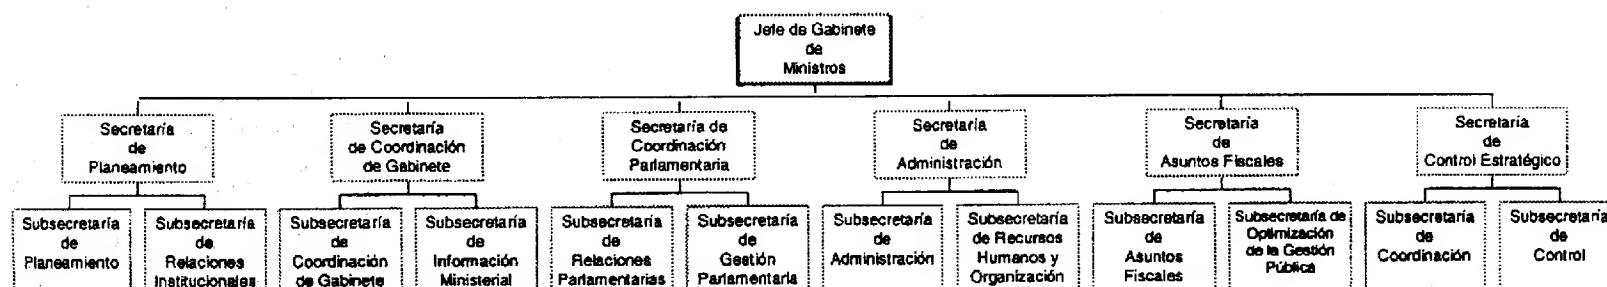 Jefe de Gabinete
de
Ministros
Secretaría
de
Planeamiento
Secretaría
de Coordinación
de Gabinete
Secretaría de
Coordinación
Parlamentaria
Secretaría
de
Administración
Secretaría
de
Asuntos Fiscales
Secretaría
de
Control Estratégico
Subsecretaría
de
Planeamiento
Subsecretaría
de
Relaciones
Institucionales
Subsecretaría
de
Coordinación
de Gabinete
Subsecretaría
de
Información
Ministerial
Subsecretaría
de
Relaciones
Parlamentarias
Subsecretaría
de
Gestión
Parlamentaria
Subsecretaría
de
Administración
Subsecretaría
de Recursos
Humanos y
Organización
Subsecretaría
de
Asuntos
Fiscales
Subsecretaría de
Optimización
de la Gestión
Pública
Subsecretaría
de
Coordinación
Subsecretaría
de
Control